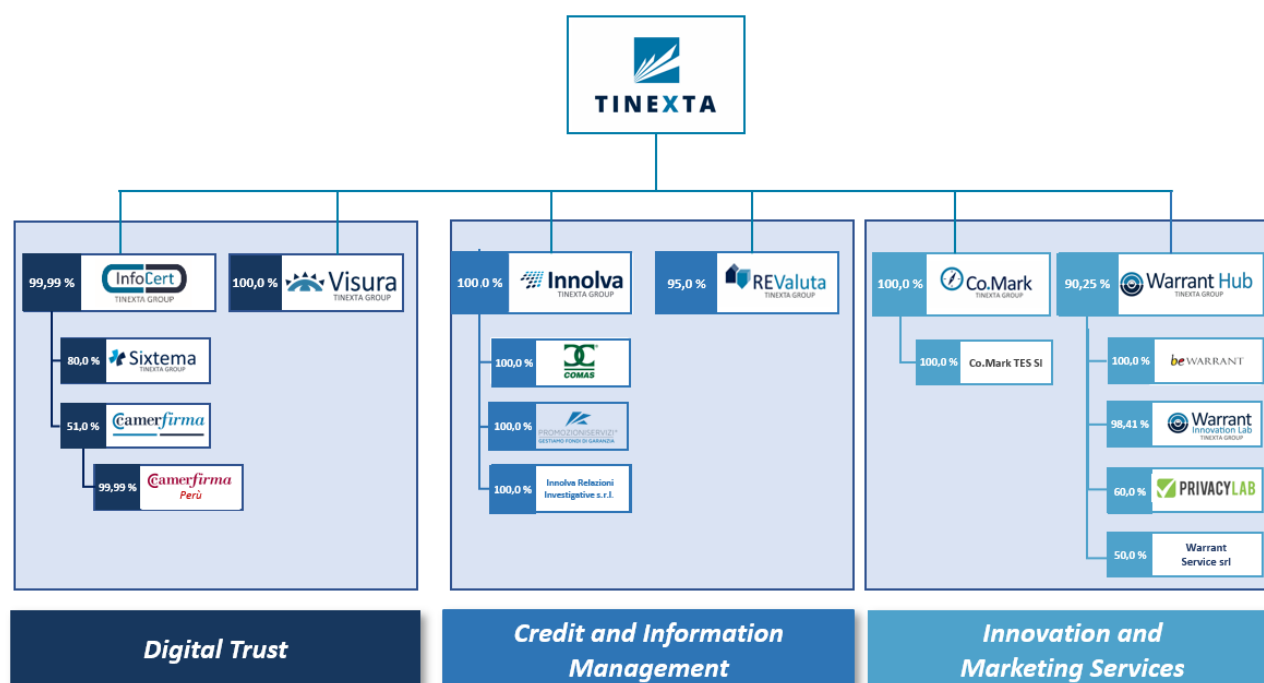 TINEXTA
99,99 %
InfoCert
TINEXTA GROUP
100,0 %
Visura
TINEXTA GROUP
80,0 %
Sixtema
TINEXTA GROUP
51,0 %
Camerfirma
99,99 %
Camerfirma
Perù
100.0 %
Innolva
TINEXTA GROUP
95,0 %
REValuta
TINEXTA GROUP
100,0 %
COMAS
100,0 %
PROMOZIONISERVIZI
GESTIAMO FONDI DI GARANZIA
100,0 %
Innolva Relazioni
Investigative s.r.l.
100,0 %
Co.Mark
TINEXTA GROUP
90,25 %
Warrant Hub
TINEXTA GROUP
100,0 %
Co.Mark TES Sl
100,0 %
beWARRANT
98,41 %
Warrant
Innovation Lab
TINEXTA GROUP
60,0 %
PRIVACYLAB
50,0 %
Warrant
Service srl
Digital Trust
Credit and Information
Management
Innovation and
Marketing Services